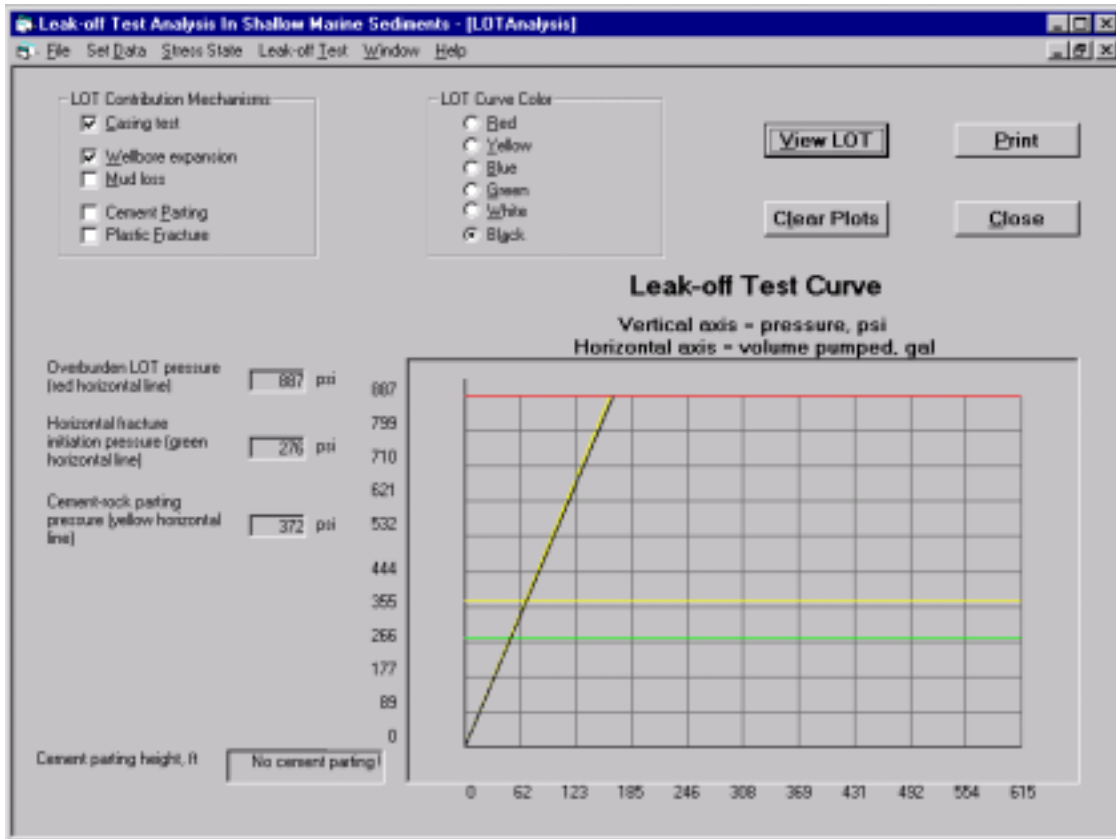 Leak-off Test Analysis In Shallow Marine Sediments - [LOTAnalysis]
File Set Data Stress State Leak-off Test Window Help
LOT Contribution Mechanisms
Casing test
Wellbore expansion
Mud loss
Cement Parting
Plastic Fracture
LOT Curve Color
Red
Yellow
Blue
Green
White
Black
View LOT
Print
Clear Plots
Close
Leak-off Test Curve
Vertical axis = pressure, psi
Horizontal axis = volume pumped, gal
Overburden LOT pressure
(red horizontal line)
887 psi
Horizontal fracture
initiation pressure (green
horizontal line)
276 psi
Cement-rock parting
pressure (yellow horizontal
line)
372 psi
887
799
710
621
532
444
355
266
177
89
0
Cement parting height, ft
No cement parting!
0 62 123 185 246 308 369 431 492 554 615